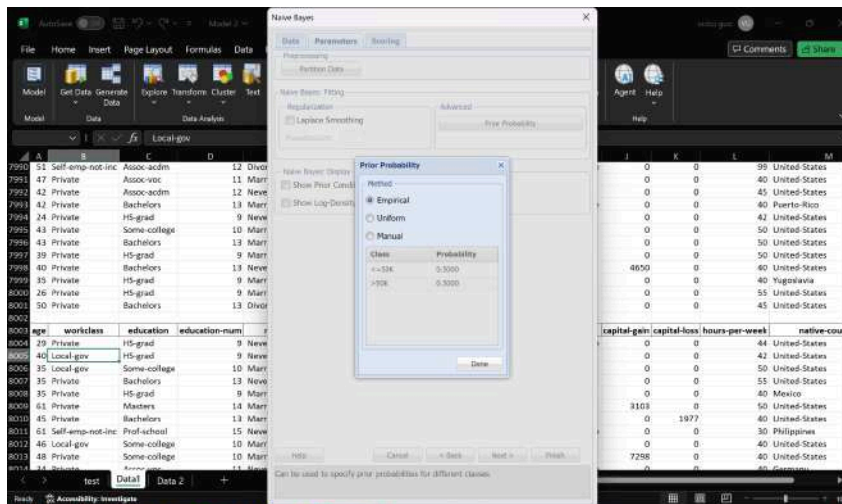 AutoSave
Model 2
File Home Insert Page Layout Formulas Data
Comments Share
Model Get Data Generate Data Explore Transform Cluster Text
Agent Help
Model Data Data Analysis Help
fx Local-gov
Naive Bayes
Data Parameters Scoring
Preprocessing
Partition Data
Naive Bayes: Fitting
Regularization
Laplace Smoothing
Advanced
Prior Probability
Naive Bayes: Display
Show Prior Condi
Show Log-Density
Prior Probability
Method
Empirical
Uniform
Manual
Class Probability
<=50K 0.5000
>50K 0.5000
Done
Help Cancel < Back Next > Finish
Can be used to specify prior probabilities for different classes.
A B C D J K L M
7990 51 Self-emp-not-inc Assoc-acdm 12 Divor 0 0 99 United-States
7991 47 Private Assoc-voc 11 Marr 0 0 40 United-States
7992 42 Private Assoc-acdm 12 Neve 0 0 45 United-States
7993 42 Private Bachelors 13 Marr 0 0 40 Puerto-Rico
7994 24 Private HS-grad 9 Neve 0 0 42 United-States
7995 43 Private Some-college 10 Marr 0 0 50 United-States
7996 43 Private Bachelors 13 Marr 0 0 50 United-States
7997 39 Private HS-grad 9 Marr 0 0 50 United-States
7998 40 Private Bachelors 13 Neve 4650 0 40 United-States
7999 35 Private HS-grad 9 Marr 0 0 40 Yugoslavia
8000 26 Private HS-grad 9 Marr 0 0 55 United-States
8001 50 Private Bachelors 13 Divor 0 0 45 United-States
8002
8003 age workclass education education-num capital-gain capital-loss hours-per-week native-cou
8004 29 Private HS-grad 9 Neve 0 0 44 United-States
8005 40 Local-gov HS-grad 9 Neve 0 0 42 United-States
8006 35 Local-gov Some-college 10 Marr 0 0 50 United-States
8007 35 Private Bachelors 13 Neve 0 0 55 United-States
8008 35 Private HS-grad 9 Marr 0 0 40 Mexico
8009 61 Private Masters 14 Marr 3103 0 50 United-States
8010 45 Private Bachelors 13 Marr 0 1977 40 United-States
8011 61 Self-emp-not-inc Prof-school 15 Neve 0 0 30 Philippines
8012 46 Local-gov Some-college 10 Marr 0 0 40 United-States
8013 48 Private Some-college 10 Marr 7298 0 40 United-States
test Data1 Data 2
Ready Accessibility: Investigate